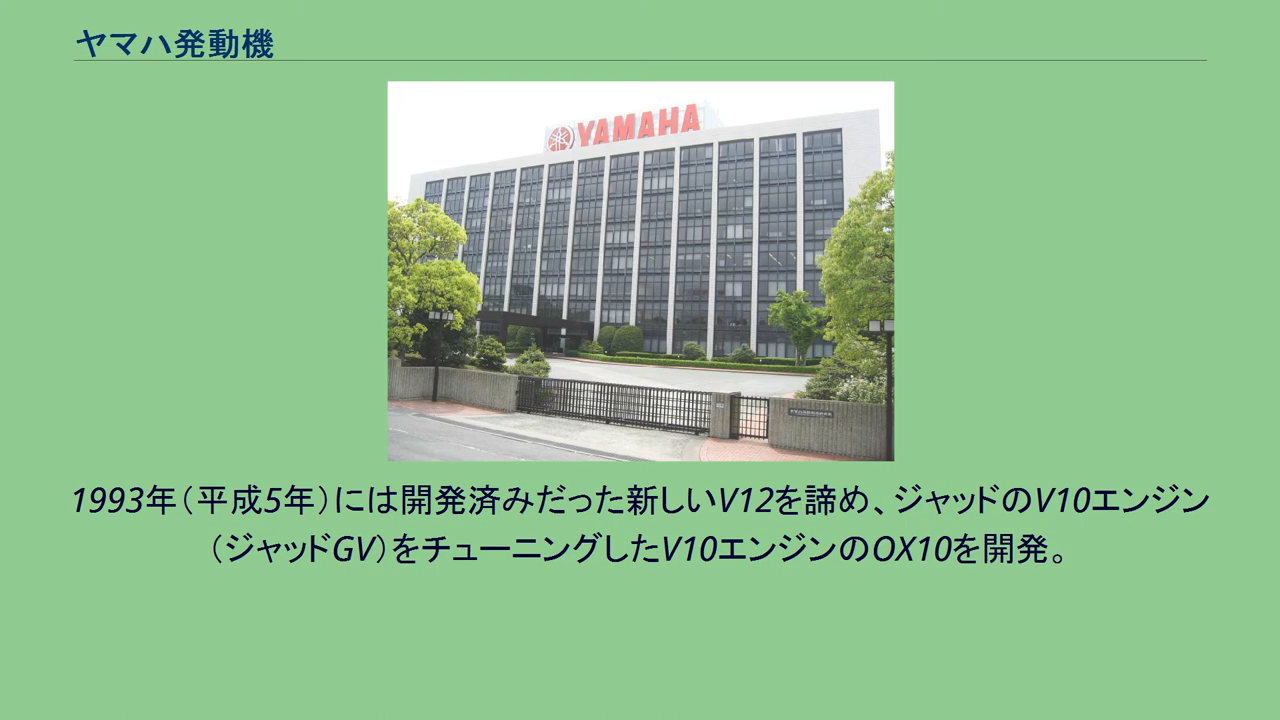 ヤマハ発動機
YAMAHA
1993年（平成5年）には開発済みだった新しいV12を諦め、ジャッドのV10エンジン
（ジャッドGV）をチューニングしたV10エンジンのOX10を開発。